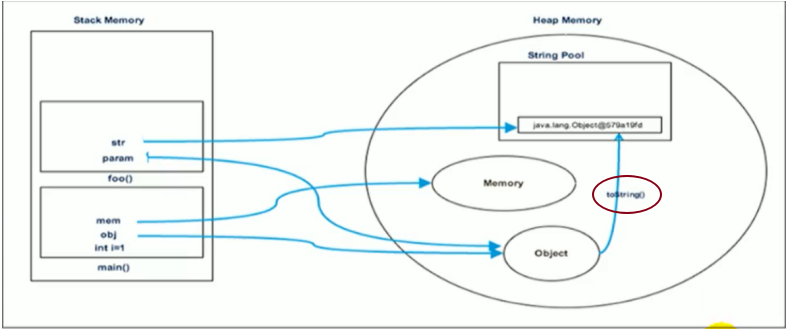 Stack Memory
Heap Memory
String Pool
java.lang.Object@579a19fd
str
param
foo()
Memory
toString()
mem
obj
int i=1
main()
Object